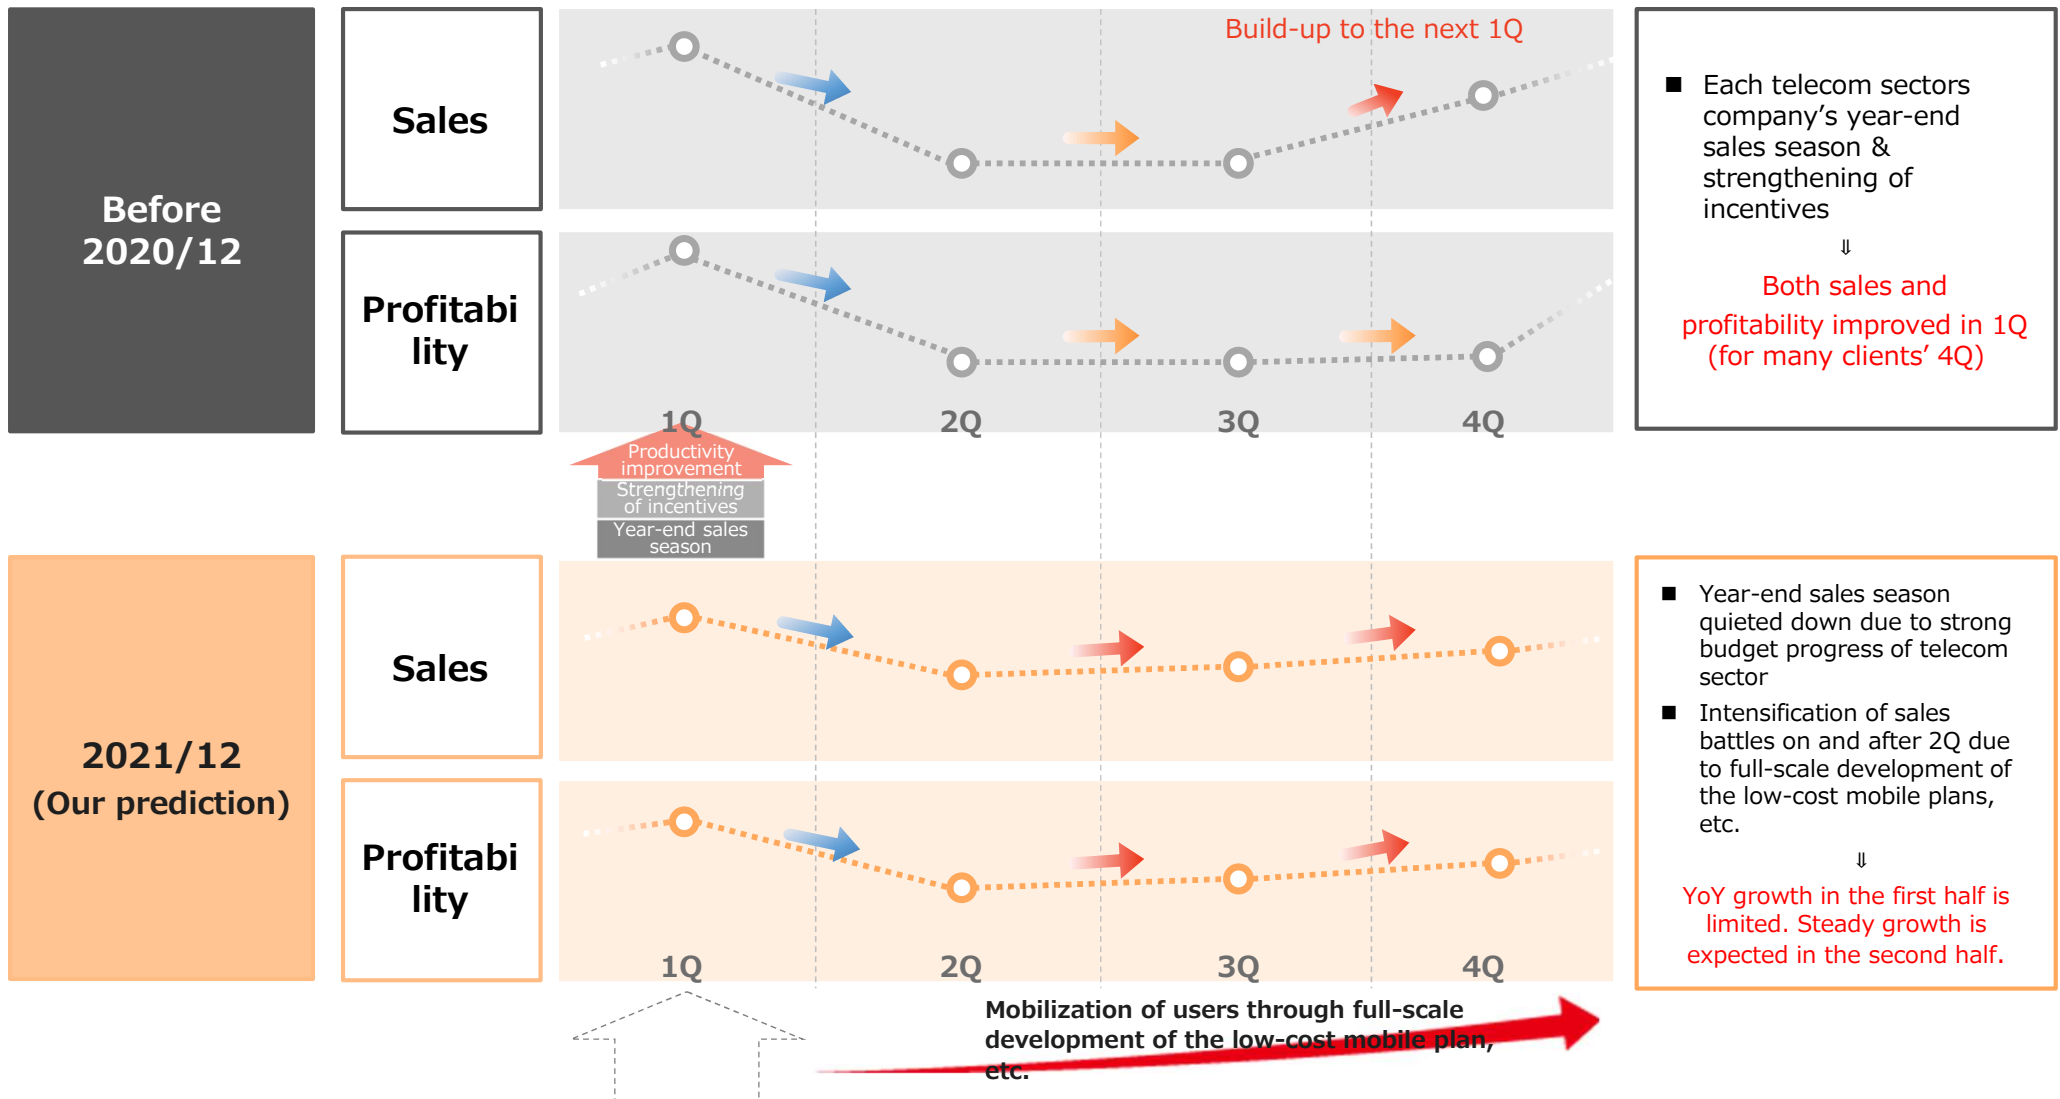 Before
2020/12
Sales
Build-up to the next 1Q
Profitabi
lity
1Q
2Q
3Q
4Q
■ Each telecom sectors
company’s year-end
sales season &
strengthening of
incentives
⇓
Both sales and
profitability improved in 1Q
(for many clients’ 4Q)
Productivity
improvement
Strengthening
of incentives
Year-end sales
season
2021/12
(Our prediction)
Sales
Profitabi
lity
1Q
2Q
3Q
4Q
■ Year-end sales season
quieted down due to strong
budget progress of telecom
sector
■ Intensification of sales
battles on and after 2Q due
to full-scale development of
the low-cost mobile plans,
etc.
⇓
YoY growth in the first half is
limited. Steady growth is
expected in the second half.
Mobilization of users through full-scale
development of the low-cost mobile plan,
etc.